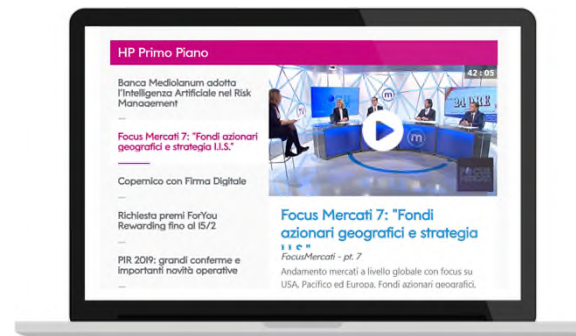 HP Primo Piano
Banca Mediolanum adotta
l'Intelligenza Artificiale nel Risk
Management
Focus Mercati 7: "Fondi azionari
geografici e strategia I.I.S."
Copernico con Firma Digitale
Richiesta premi ForYou
Rewarding fino al 15/2
PIR 2019: grandi conferme e
importanti novità operative
42:05
m
m
FOCUS
MERCATI
Focus Mercati 7: "Fondi
azionari geografici e strategia
I.I.S."
FocusMercati - pt. 7
Andamento mercati a livello globale con focus su
USA, Pacifico ed Europa. Fondi azionari geografici,